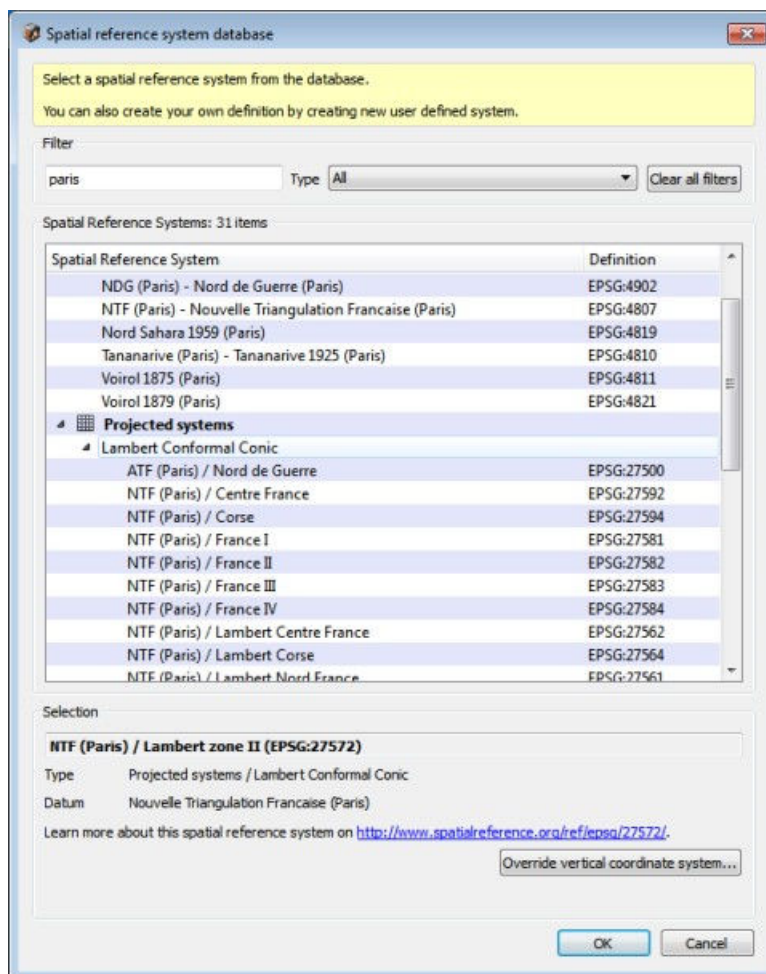 Spatial reference system database
Select a spatial reference system from the database.
You can also create your own definition by creating new user defined system.
Filter
paris Type All Clear all filters
Spatial Reference Systems: 31 items
Spatial Reference System Definition
NDG (Paris) - Nord de Guerre (Paris) EPSG:4902
NTF (Paris) - Nouvelle Triangulation Francaise (Paris) EPSG:4807
Nord Sahara 1959 (Paris) EPSG:4819
Tananarive (Paris) - Tananarive 1925 (Paris) EPSG:4810
Voirol 1875 (Paris) EPSG:4811
Voirol 1879 (Paris) EPSG:4821
Projected systems
Lambert Conformal Conic
ATF (Paris) / Nord de Guerre EPSG:27500
NTF (Paris) / Centre France EPSG:27592
NTF (Paris) / Corse EPSG:27594
NTF (Paris) / France I EPSG:27581
NTF (Paris) / France II EPSG:27582
NTF (Paris) / France III EPSG:27583
NTF (Paris) / France IV EPSG:27584
NTF (Paris) / Lambert Centre France EPSG:27562
NTF (Paris) / Lambert Corse EPSG:27564
NTF (Paris) / Lambert Nord France EPSG:27561
Selection
NTF (Paris) / Lambert zone II (EPSG:27572)
Type Projected systems / Lambert Conformal Conic
Datum Nouvelle Triangulation Francaise (Paris)
Learn more about this spatial reference system on http://www.spatialreference.org/ref/epsg/27572/.
Override vertical coordinate system...
OK Cancel